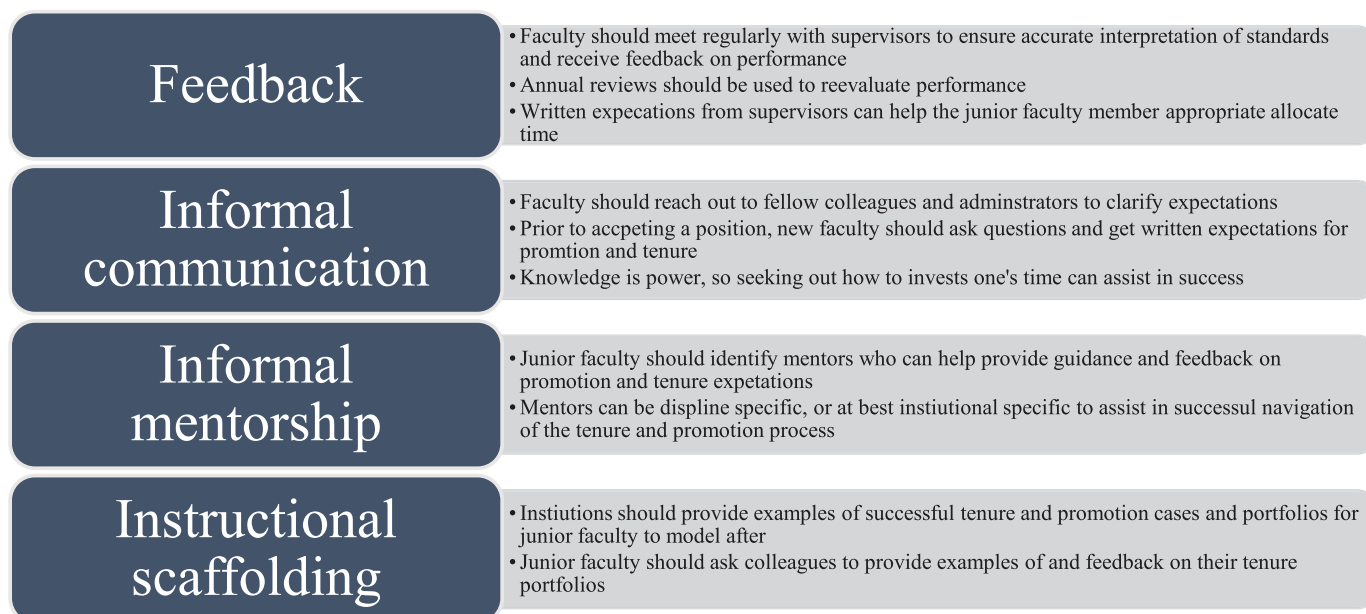 Feedback
• Faculty should meet regularly with supervisors to ensure accurate interpretation of standards
and receive feedback on performance
• Annual reviews should be used to reevaluate performance
• Written expecations from supervisors can help the junior faculty member appropriate allocate
time
Informal
communication
• Faculty should reach out to fellow colleagues and adminstrators to clarify expectations
• Prior to accpeting a position, new faculty should ask questions and get written expectations for
promtion and tenure
• Knowledge is power, so seeking out how to invests one's time can assist in success
Informal
mentorship
• Junior faculty should identify mentors who can help provide guidance and feedback on
promotion and tenure expetations
• Mentors can be displine specific, or at best instiutional specific to assist in successul navigation
of the tenure and promotion process
Instructional
scaffolding
• Instiutions should provide examples of successful tenure and promotion cases and portfolios for
junior faculty to model after
• Junior faculty should ask colleagues to provide examples of and feedback on their tenure
portfolios